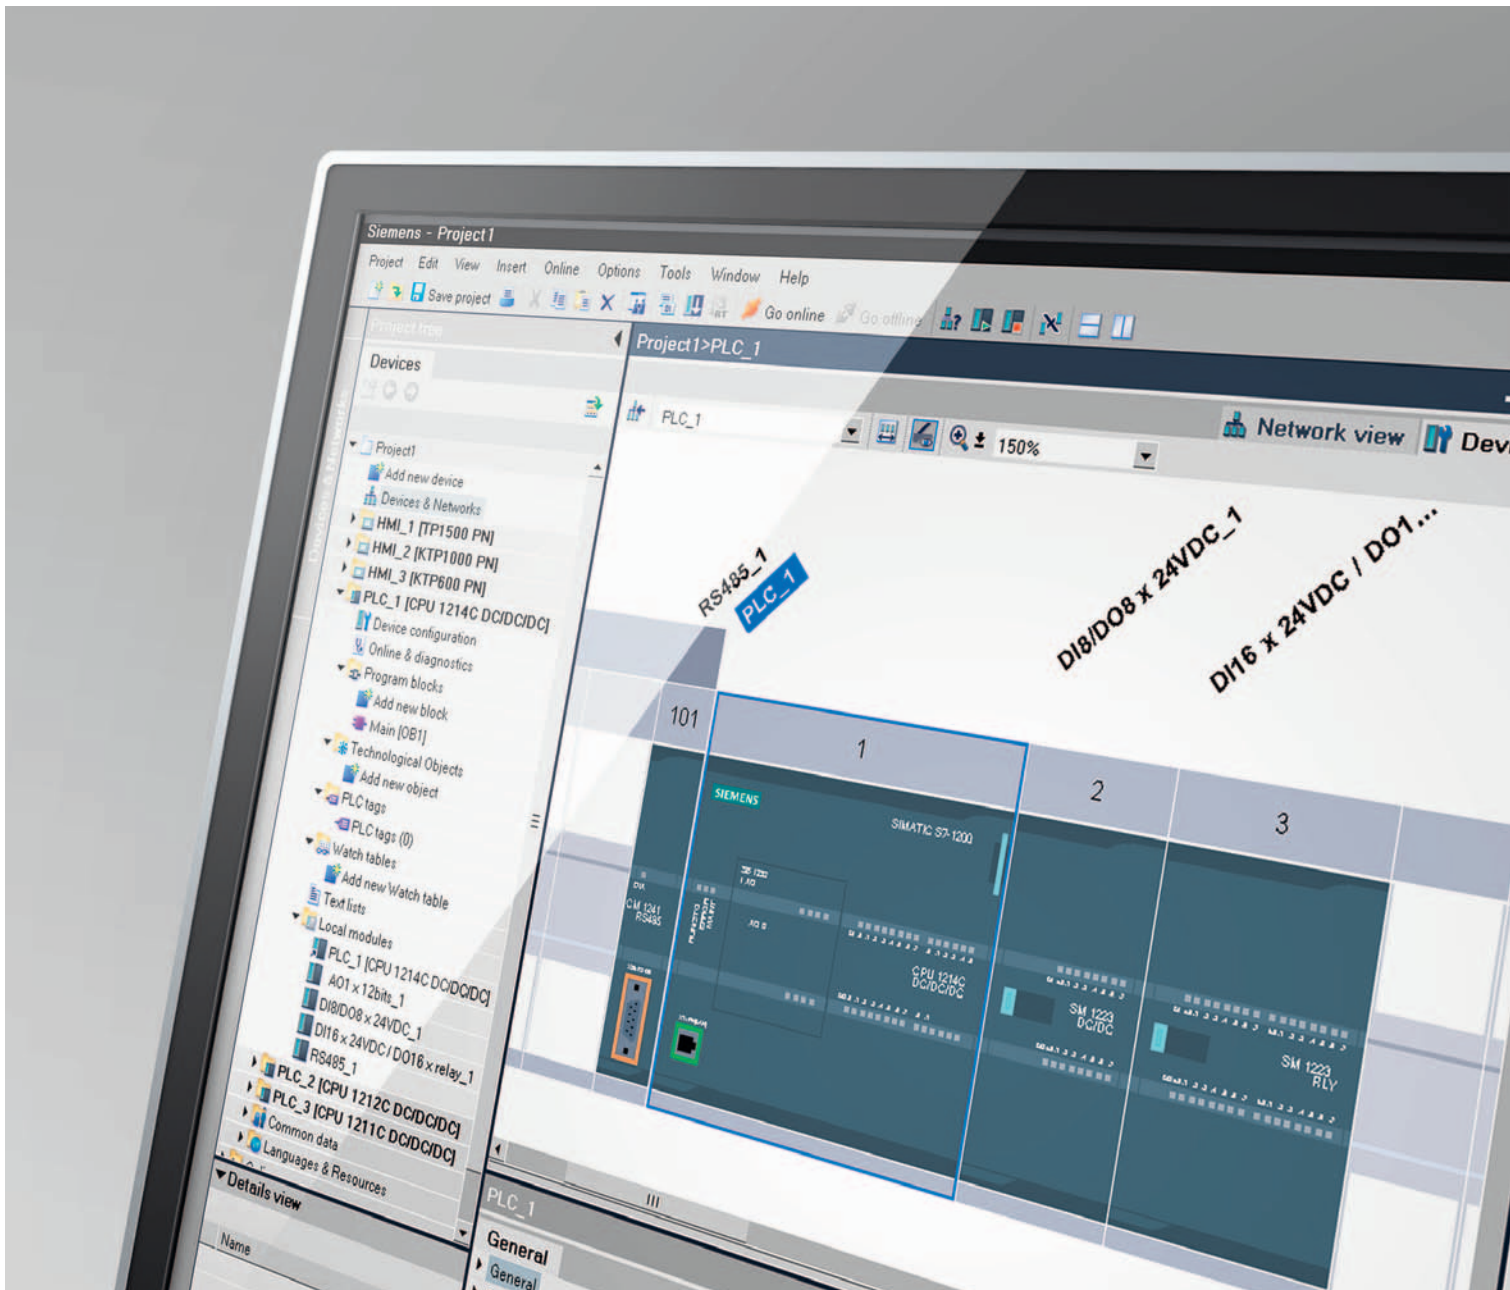 Siemens - Project1
Project Edit View Insert Online Options Tools Window Help
Save project Go online Go offline
Project tree
Project1>PLC_1
Devices
PLC_1
150%
Network view
Devices & Networks
Project1
Add new device
Devices & Networks
HMI_1 [TP1500 PN]
HMI_2 [KTP1000 PN]
HMI_3 [KTP600 PN]
PLC_1 [CPU 1214C DC/DC/DC]
Device configuration
Online & diagnostics
Program blocks
Add new block
Main [OB1]
Technological Objects
Add new object
PLC tags
PLC tags (0)
Watch tables
Add new Watch table
Text lists
Local modules
PLC_1 [CPU 1214C DC/DC/DC]
AO1 x 12bits_1
DI8/DO8 x 24VDC_1
DI16 x 24VDC / DO16 x relay_1
RS485_1
PLC_2 [CPU 1212C DC/DC/DC]
PLC_3 [CPU 1211C DC/DC/DC]
Common data
Languages & Resources
Details view
Name
RS485_1
PLC_1
DI8/DO8 x 24VDC_1
DI16 x 24VDC / DO1...
101
1
2
3
SIEMENS
SIMATIC S7-1200
CM 1241
RS485
CPU 1214C
DC/DC/DC
SM 1223
DC/DC
SM 1223
RLY
PLC_1
General
General